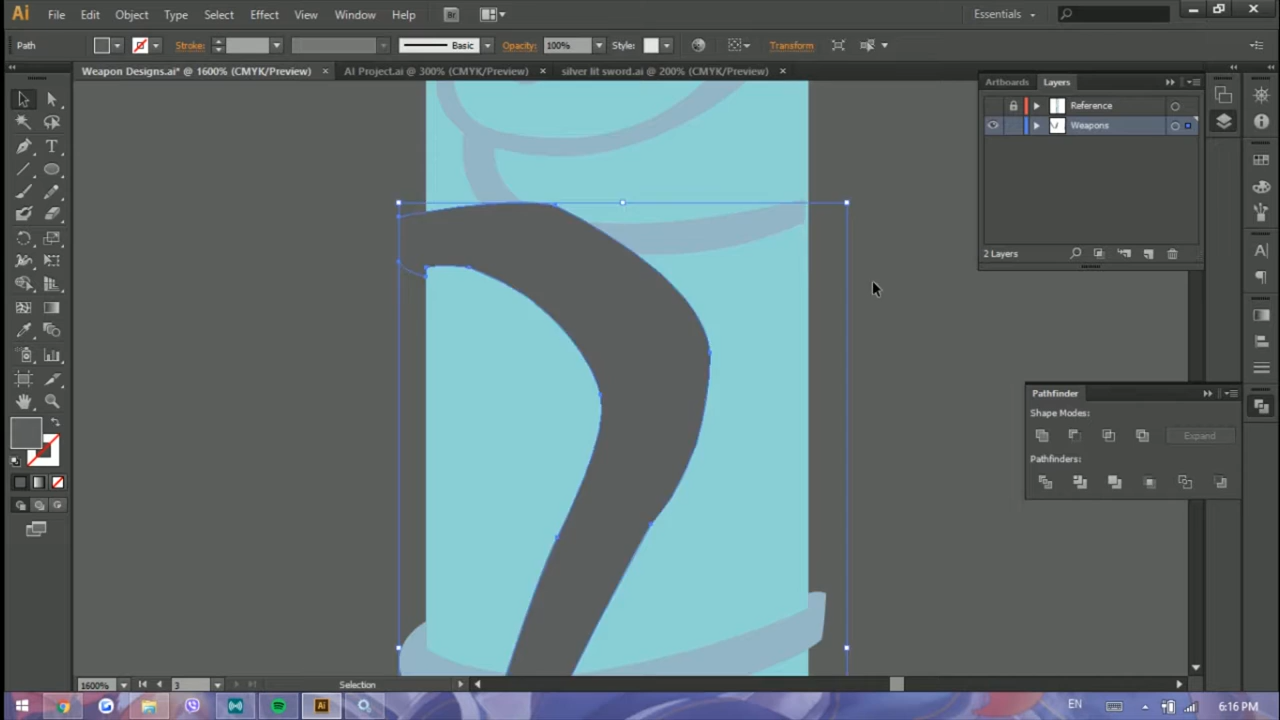 Ai File Edit Object Type Select Effect View Window Help Br Essentials
Path Stroke: Basic Opacity: 100% Style: Transform
Weapon Designs.ai* @ 1600% (CMYK/Preview) × AI Project.ai @ 300% (CMYK/Preview) × silver lit sword.ai @ 200% (CMYK/Preview) ×
Artboards Layers
Reference
Weapons
2 Layers
Pathfinder
Shape Modes:
Expand
Pathfinders:
1600% 3 Selection
Ai EN 6:16 PM